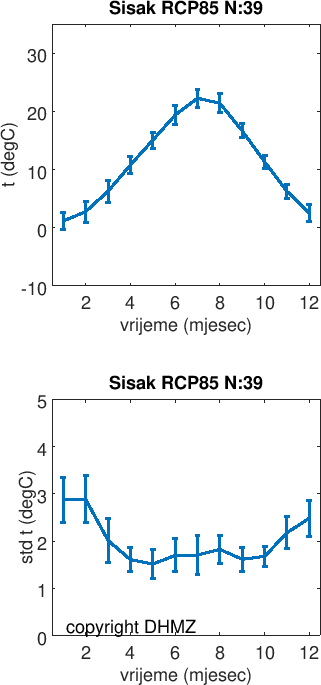 Sisak RCP85 N:39
30
20
10
0
-10
t (degC)
2 4 6 8 10 12
vrijeme (mjesec)
Sisak RCP85 N:39
5
4
3
2
1
0
std t (degC)
copyright DHMZ
2 4 6 8 10 12
vrijeme (mjesec)